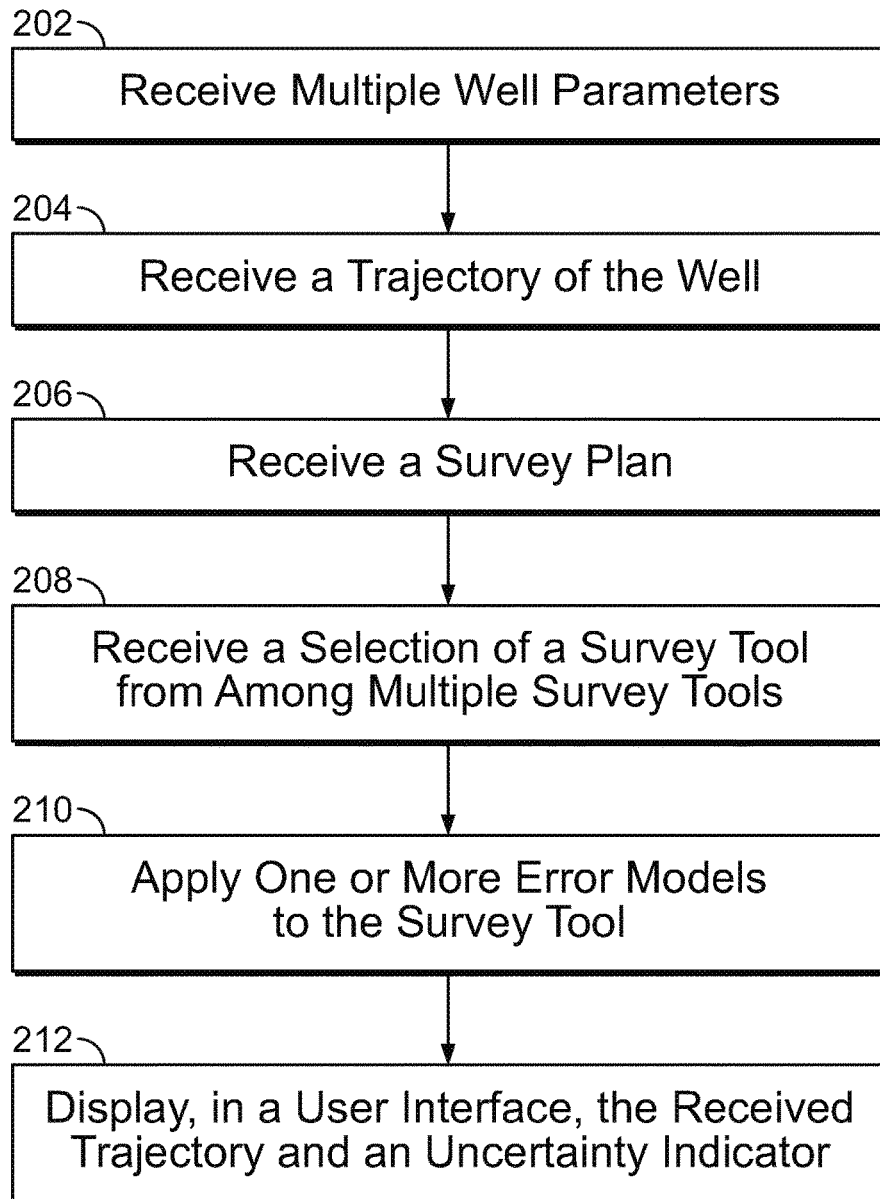 202
Receive Multiple Well Parameters
204
Receive a Trajectory of the Well
206
Receive a Survey Plan
208
Receive a Selection of a Survey Tool
from Among Multiple Survey Tools
210
Apply One or More Error Models
to the Survey Tool
212
Display, in a User Interface, the Received
Trajectory and an Uncertainty Indicator